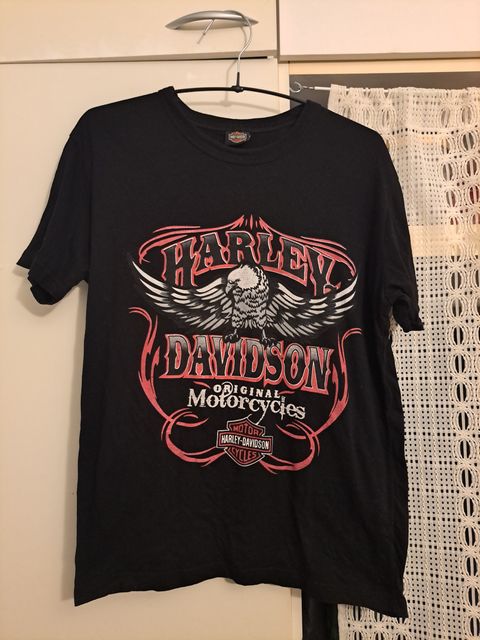 HARLEY
DAVIDSON
ORIGINAL
Motorcycles
MOTOR
HARLEY-DAVIDSON
CYCLES